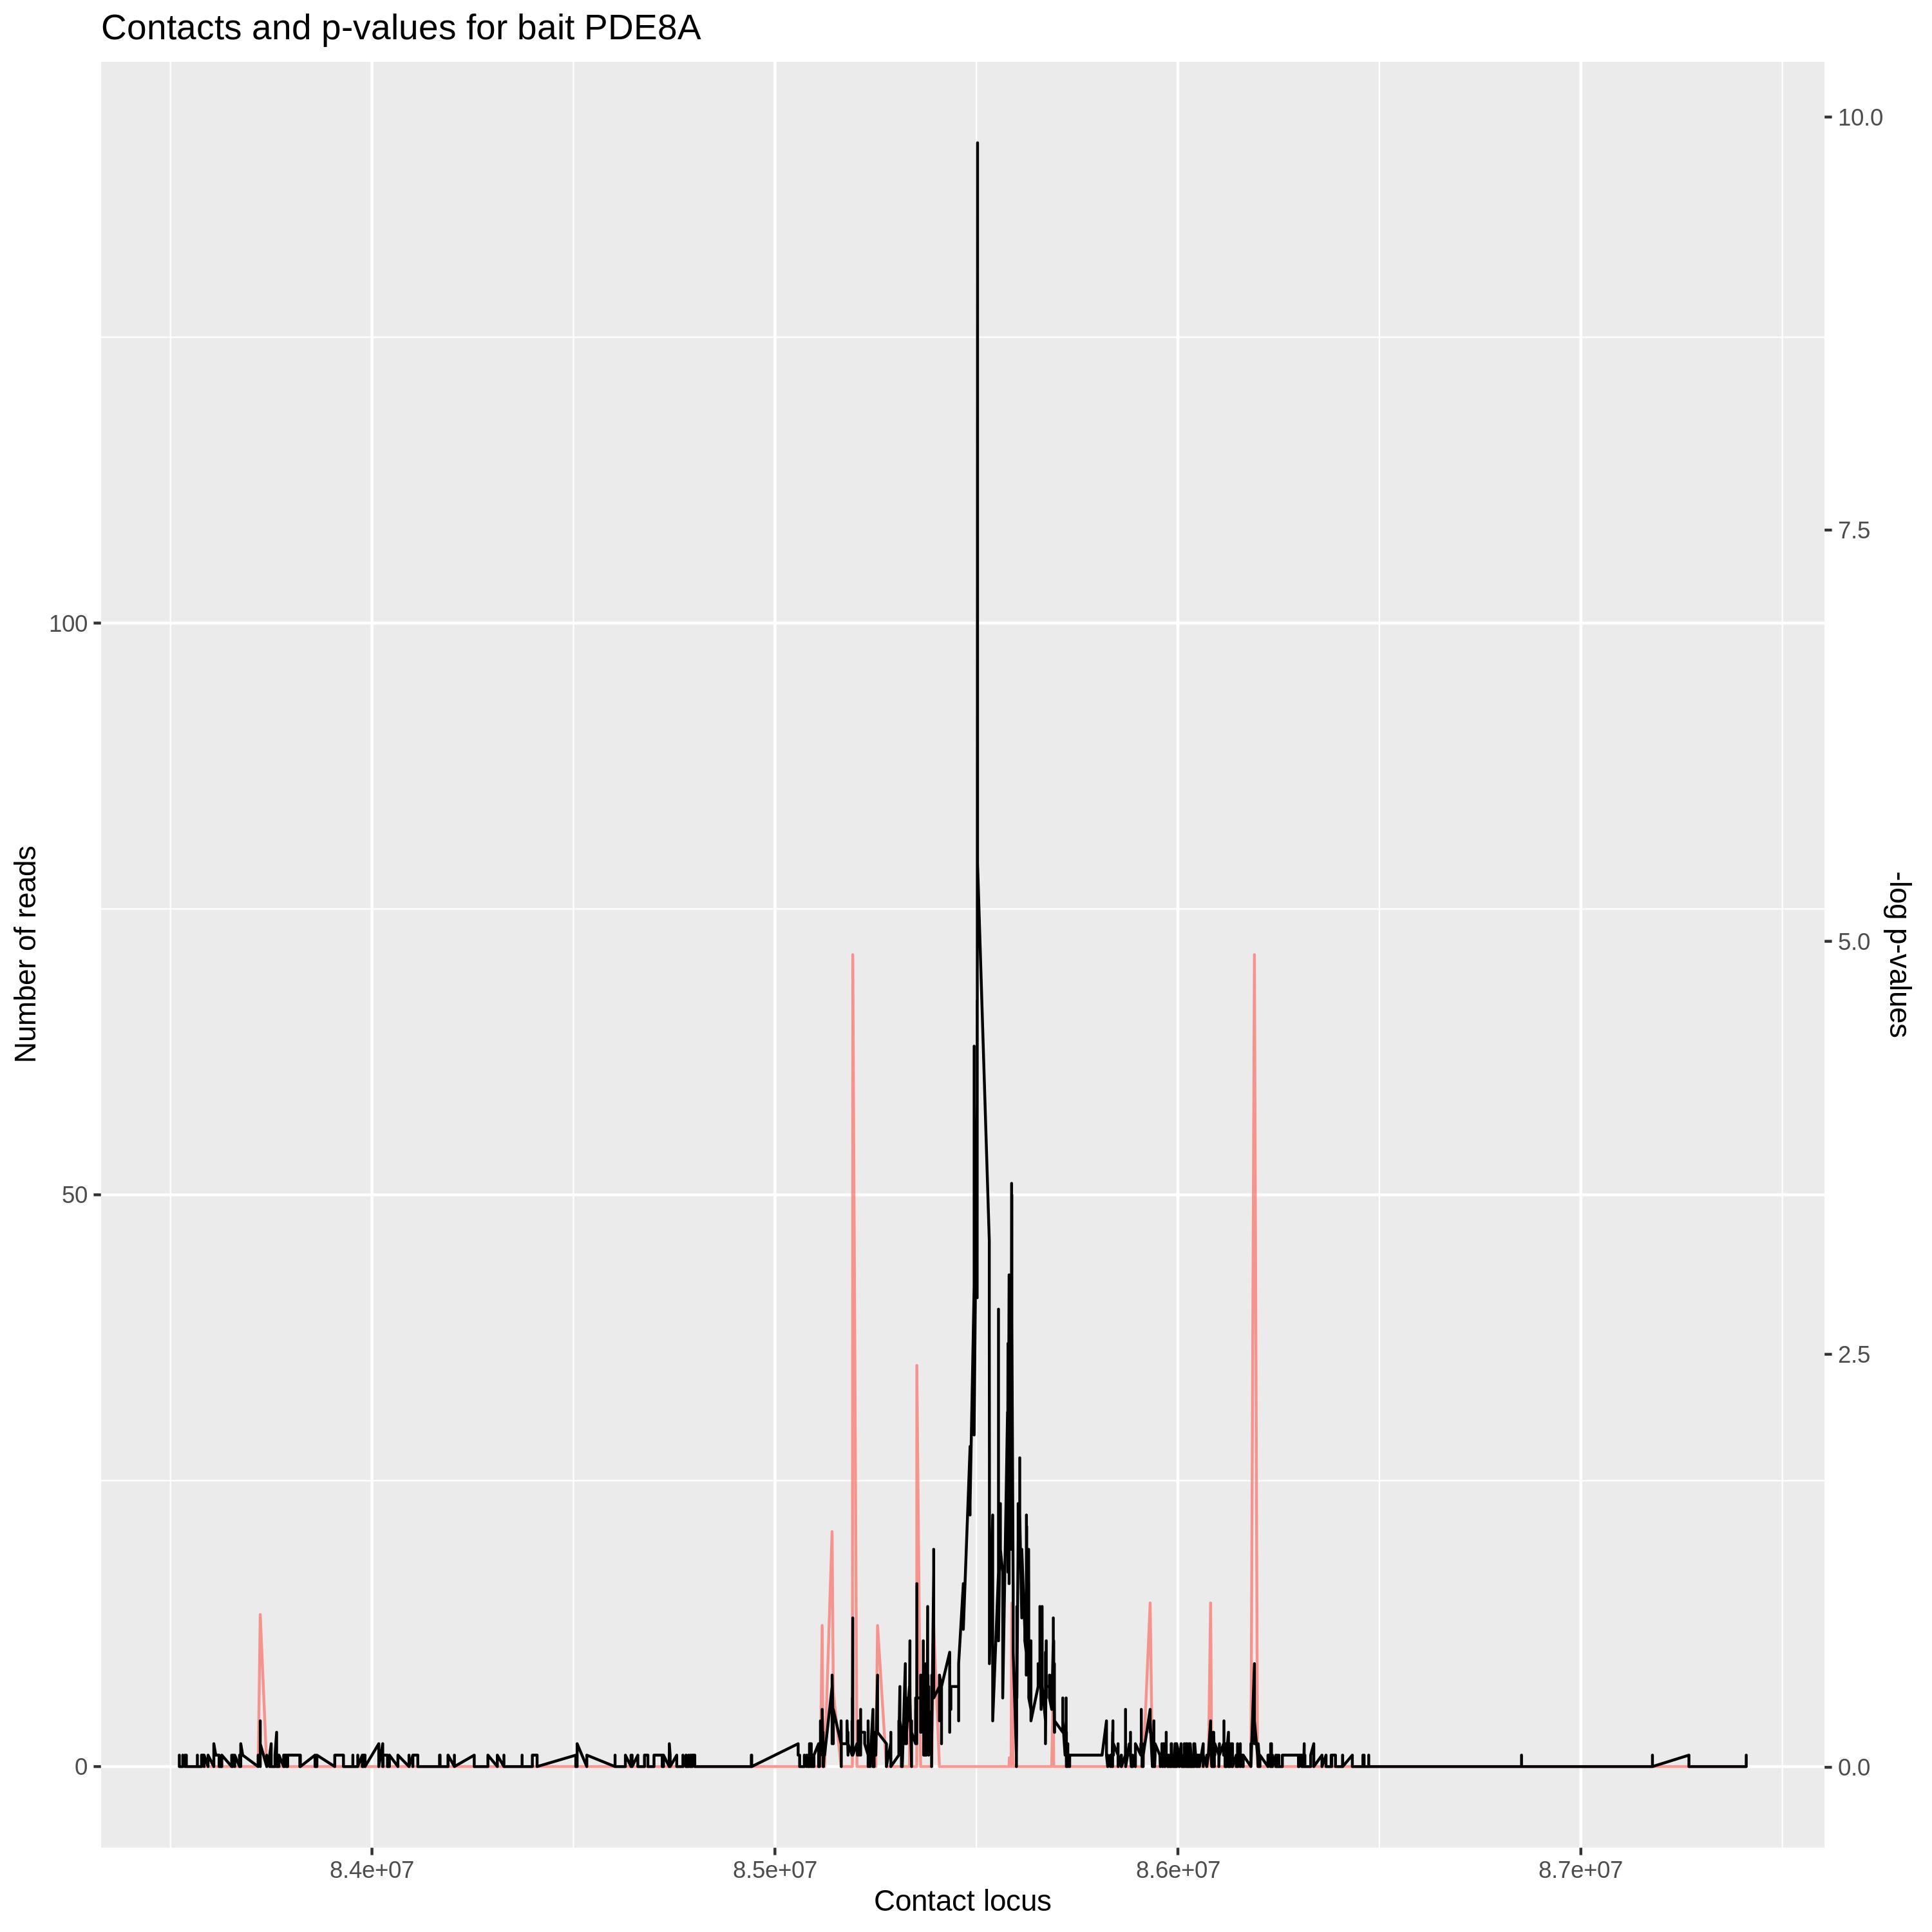 Contacts and p-values for bait PDE8A
10.0
7.5
100
5.0
Number of reads
-log p-values
50
2.5
0
0.0
8.4e+07
8.5e+07
8.6e+07
8.7e+07
Contact locus